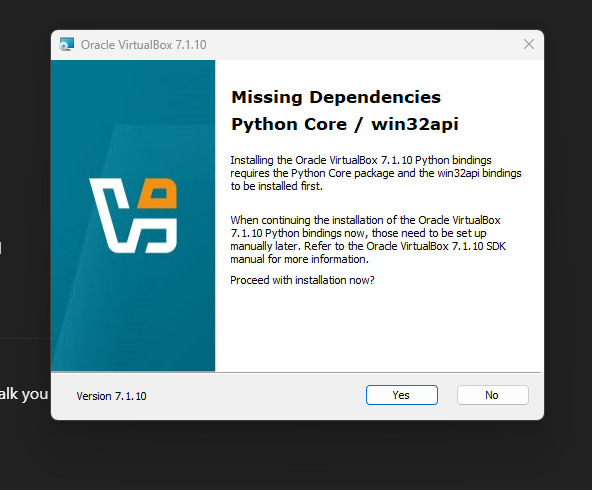 Oracle VirtualBox 7.1.10
Missing Dependencies
Python Core / win32api
Installing the Oracle VirtualBox 7.1.10 Python bindings
requires the Python Core package and the win32api bindings
to be installed first.
When continuing the installation of the Oracle VirtualBox
7.1.10 Python bindings now, those need to be set up
manually later. Refer to the Oracle VirtualBox 7.1.10 SDK
manual for more information.
Proceed with installation now?
alk you
Version 7.1.10
Yes
No